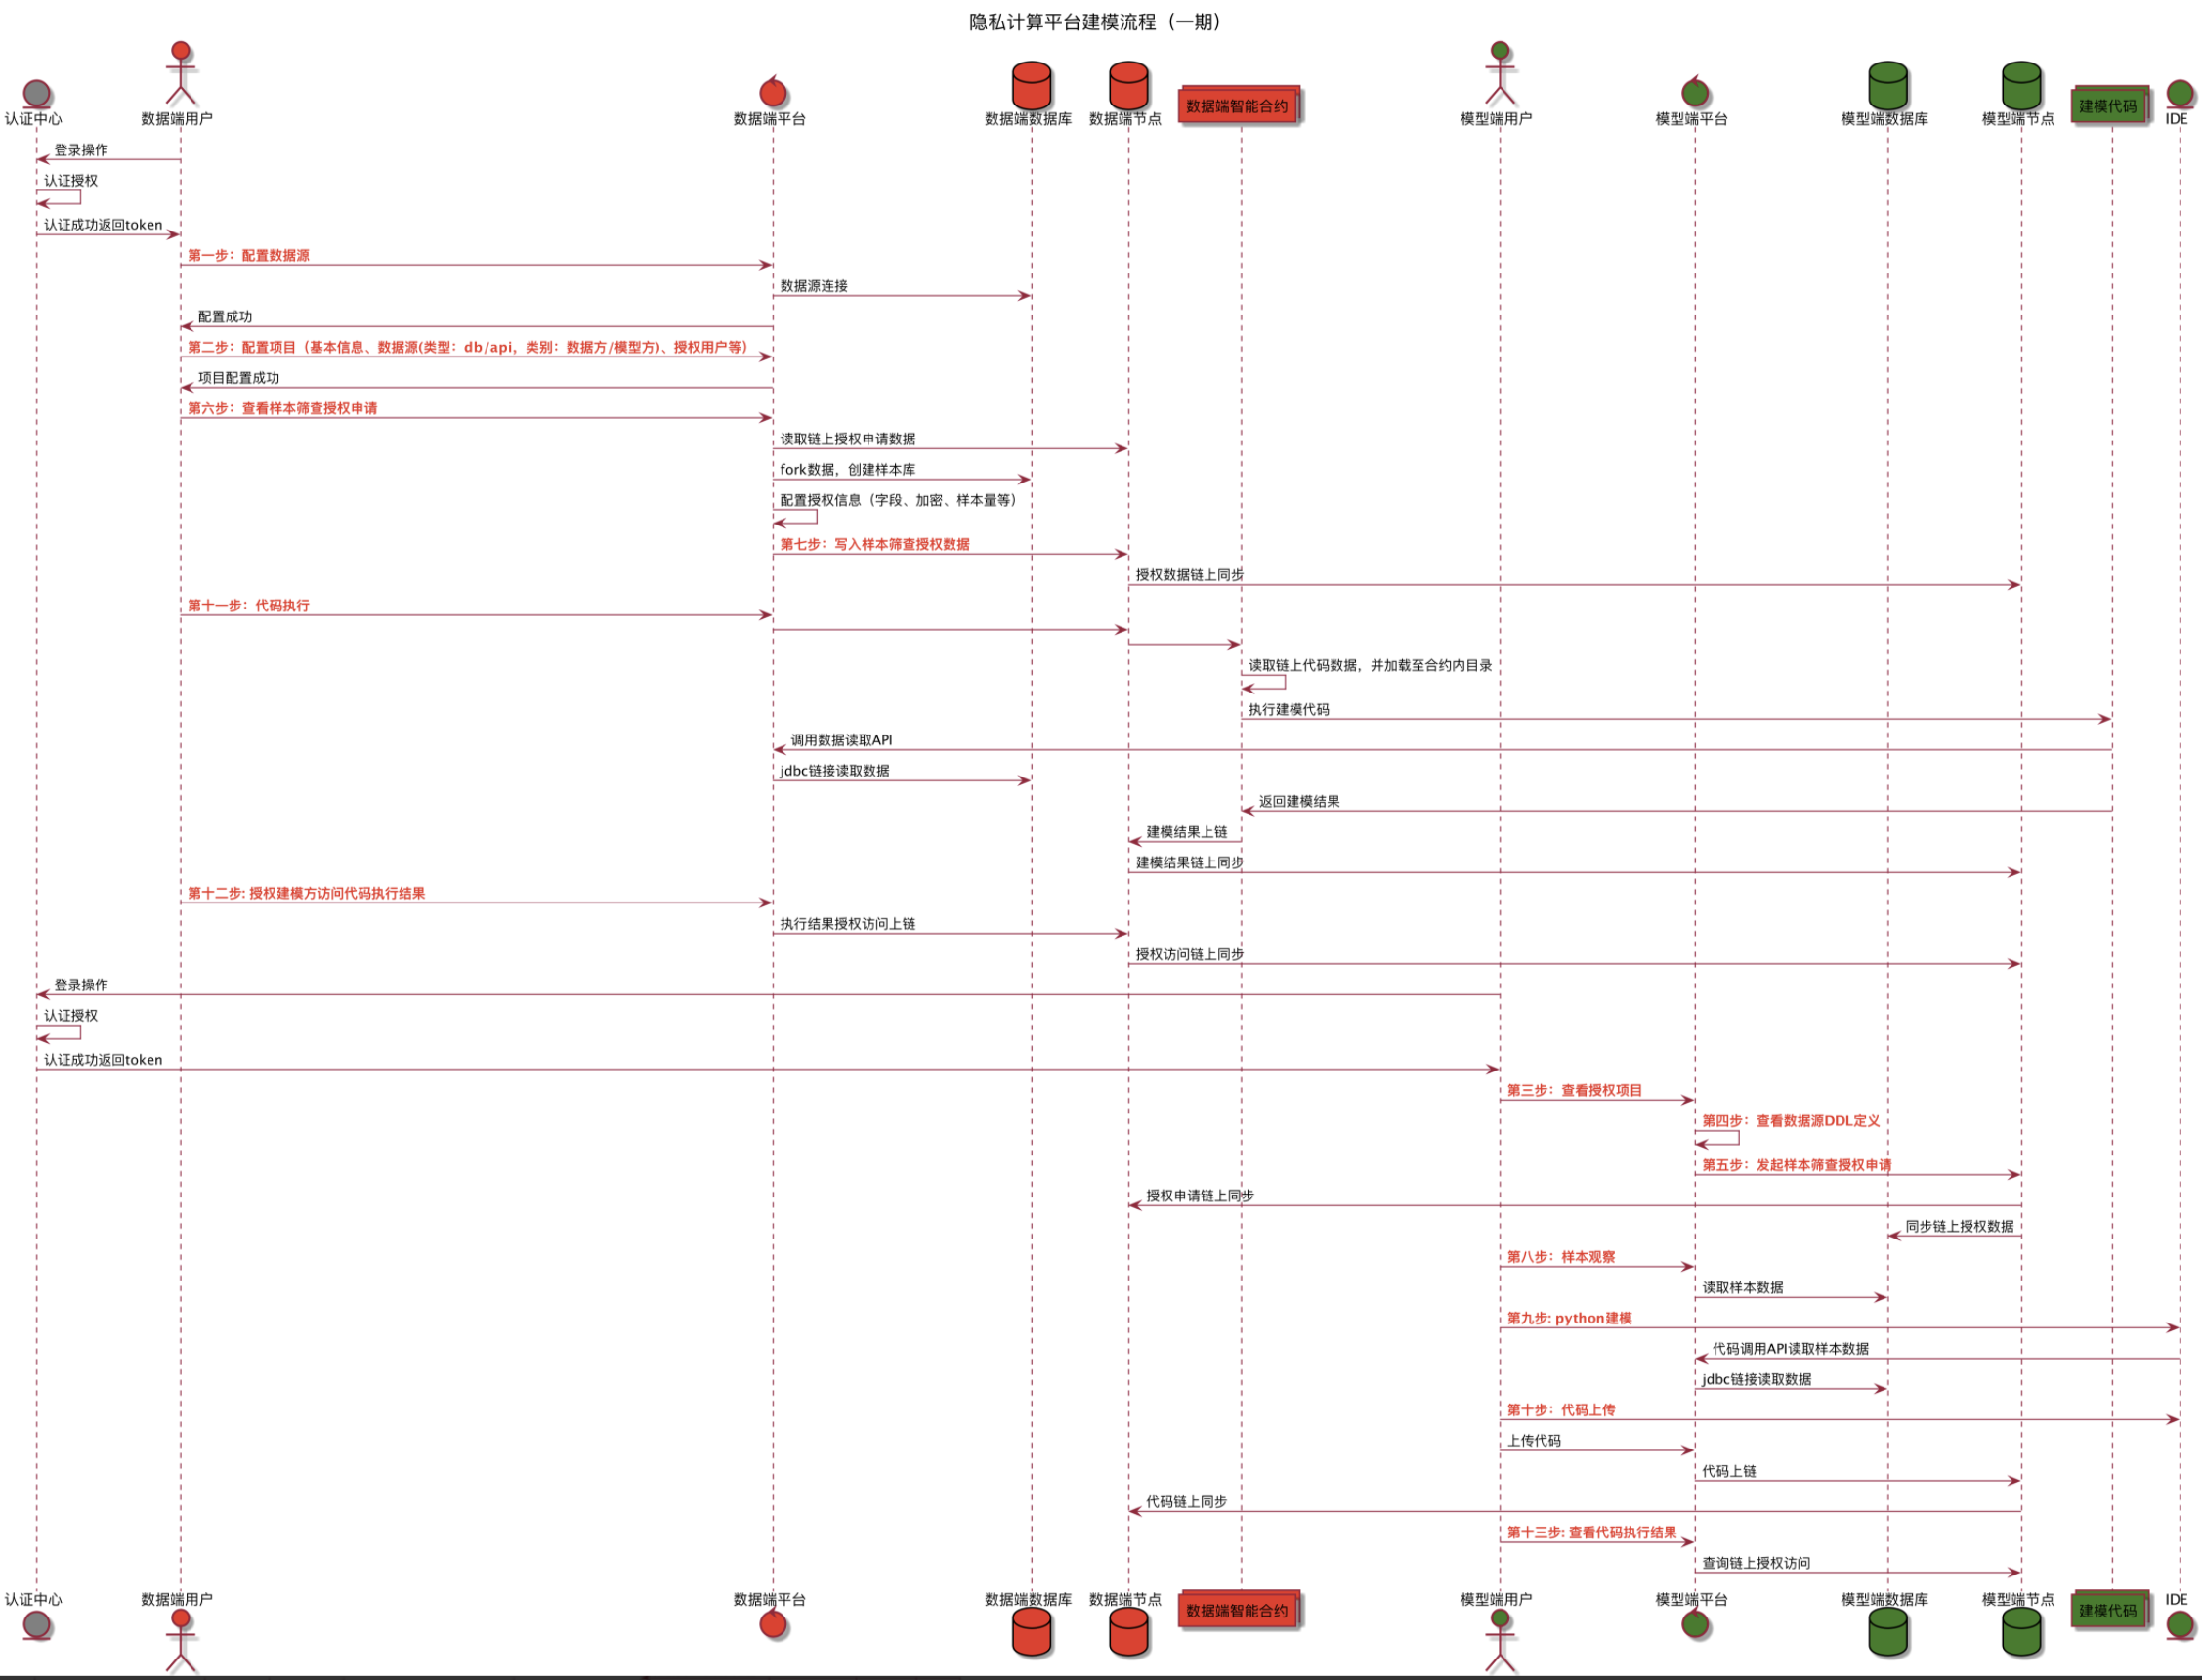 隐私计算平台建模流程（一期）
认证中心
数据端用户
数据端平台
数据端数据库
数据端节点
数据端智能合约
模型端用户
模型端平台
模型端数据库
模型端节点
建模代码
IDE
登录操作
认证授权
认证成功返回token
第一步：配置数据源
数据源连接
配置成功
第二步：配置项目（基本信息、数据源(类型：db/api，类别：数据方/模型方)、授权用户等）
项目配置成功
第六步：查看样本筛查授权申请
读取链上授权申请数据
fork数据，创建样本库
配置授权信息（字段、加密、样本量等）
第七步：写入样本筛查授权数据
授权数据链上同步
第十一步：代码执行
读取链上代码数据，并加载至合约内目录
执行建模代码
调用数据读取API
jdbc链接读取数据
返回建模结果
建模结果上链
建模结果链上同步
第十二步: 授权建模方访问代码执行结果
执行结果授权访问上链
授权访问链上同步
登录操作
认证授权
认证成功返回token
第三步：查看授权项目
第四步：查看数据源DDL定义
第五步：发起样本筛查授权申请
授权申请链上同步
同步链上授权数据
第八步：样本观察
读取样本数据
第九步: python建模
代码调用API读取样本数据
jdbc链接读取数据
第十步：代码上传
上传代码
代码上链
代码链上同步
第十三步: 查看代码执行结果
查询链上授权访问
认证中心
数据端用户
数据端平台
数据端数据库
数据端节点
数据端智能合约
模型端用户
模型端平台
模型端数据库
模型端节点
建模代码
IDE